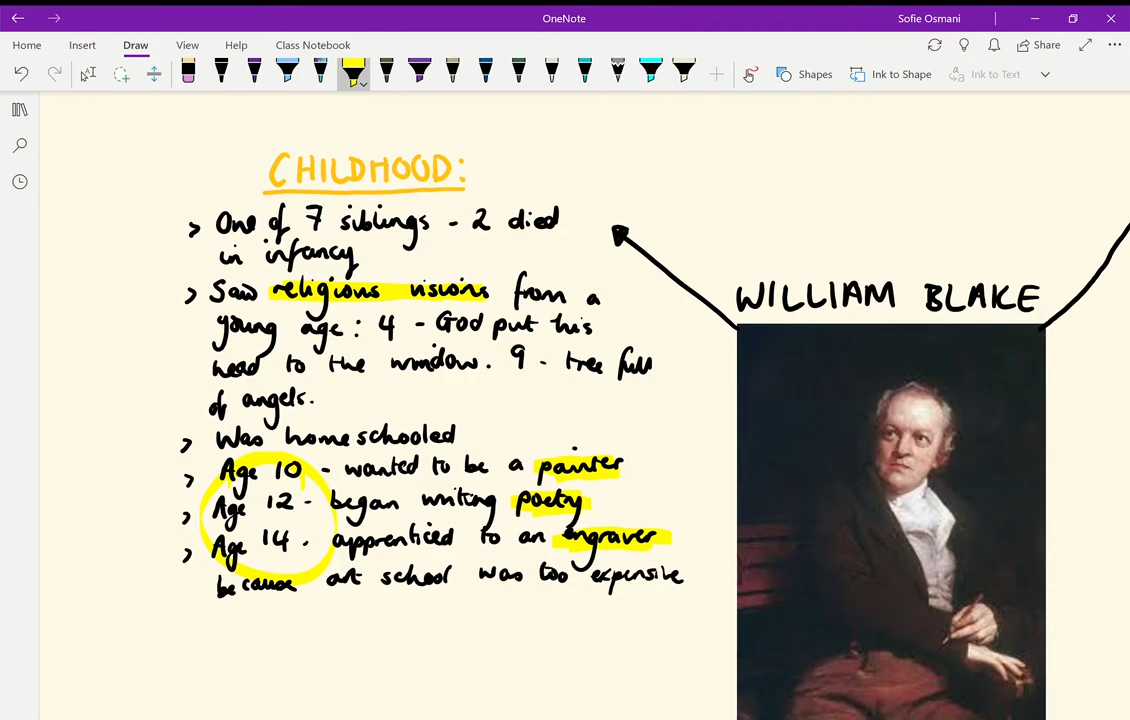 OneNote
Sofie Osmani
Home Insert Draw View Help Class Notebook
Share
Shapes Ink to Shape Ink to Text
CHILDHOOD:
> One of 7 siblings - 2 died
in infancy
> Saw religious visions from a
young age: 4 - God put his
head to the window. 9 - tree full
of angels.
> Was homeschooled
> Age 10 - wanted to be a painter
> Age 12 - began writing poetry
> Age 14 - apprenticed to an engraver
because art school was too expensive
WILLIAM BLAKE